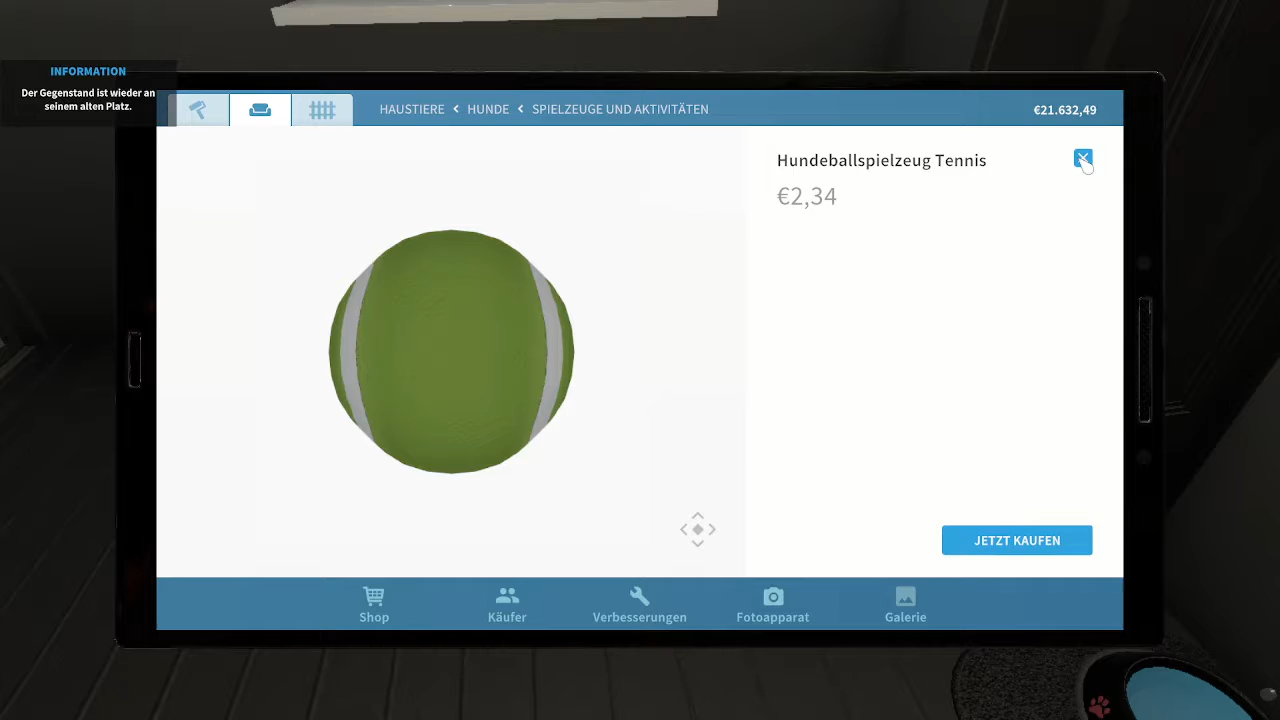 INFORMATION
Der Gegenstand ist wieder an
seinem alten Platz.
HAUSTIERE < HUNDE < SPIELZEUGE UND AKTIVITÄTEN
€21.632,49
Hundeballspielzeug Tennis
€2,34
JETZT KAUFEN
Shop
Käufer
Verbesserungen
Fotoapparat
Galerie